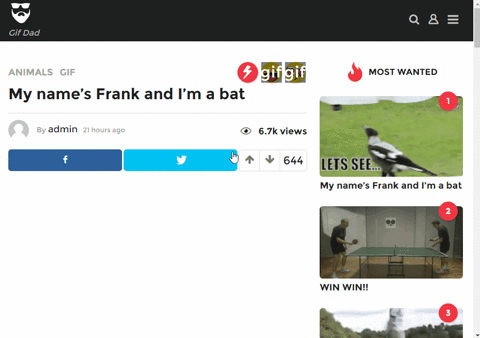 Gif Dad
ANIMALS GIF
gif gif
My name's Frank and I'm a bat
By admin 21 hours ago
6.7k views
644
MOST WANTED
1
LETS SEE...
My name's Frank and I'm a bat
2
WIN WIN!!
3